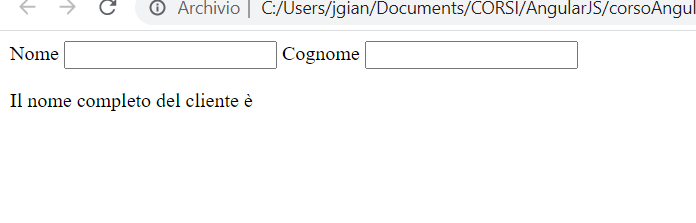 Archivio | C:/Users/jgian/Documents/CORSI/AngularJS/corsoAngul
Nome Cognome
Il nome completo del cliente è